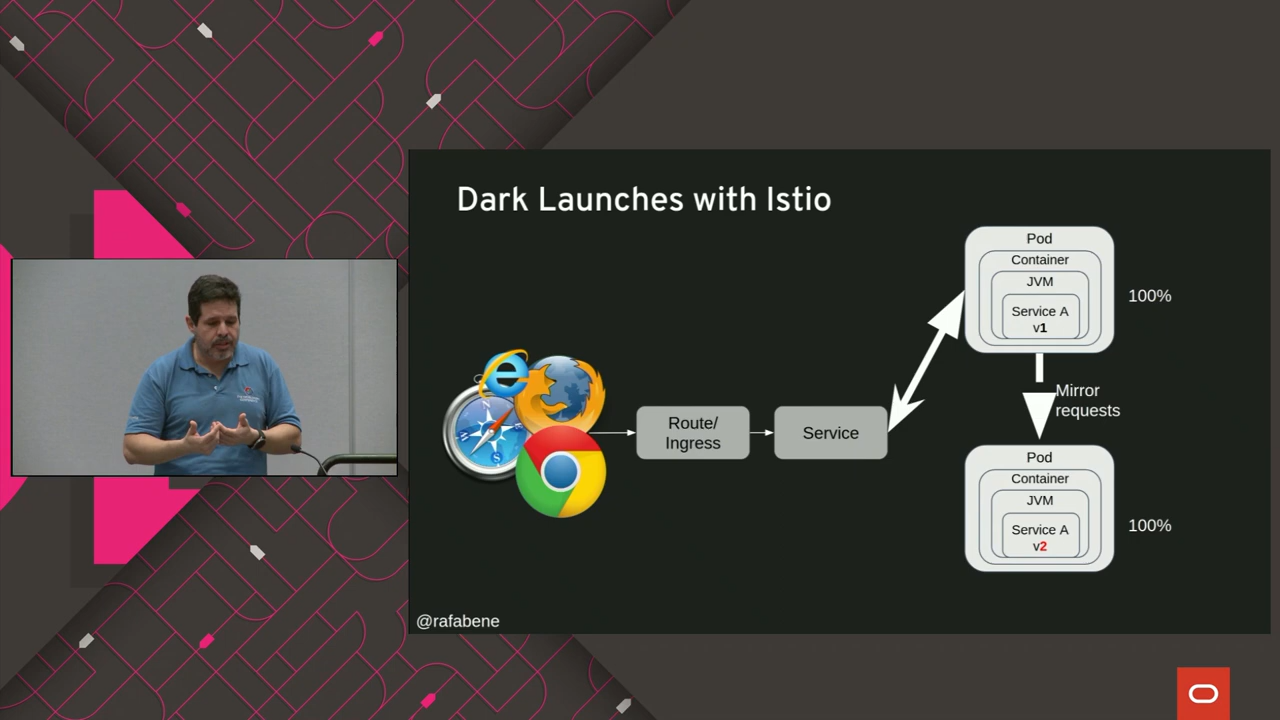 Dark Launches with Istio
Pod
Container
JVM
Service A
v1
100%
Mirror
requests
Route/
Ingress
Service
Pod
Container
JVM
Service A
v2
100%
@rafabene